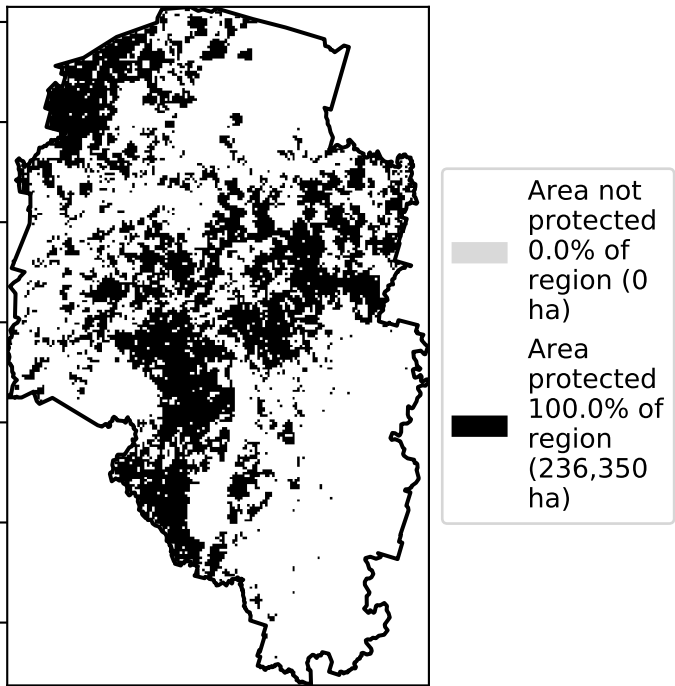 Area not
protected
0.0% of
region (0
ha)
Area
protected
100.0% of
region
(236,350
ha)